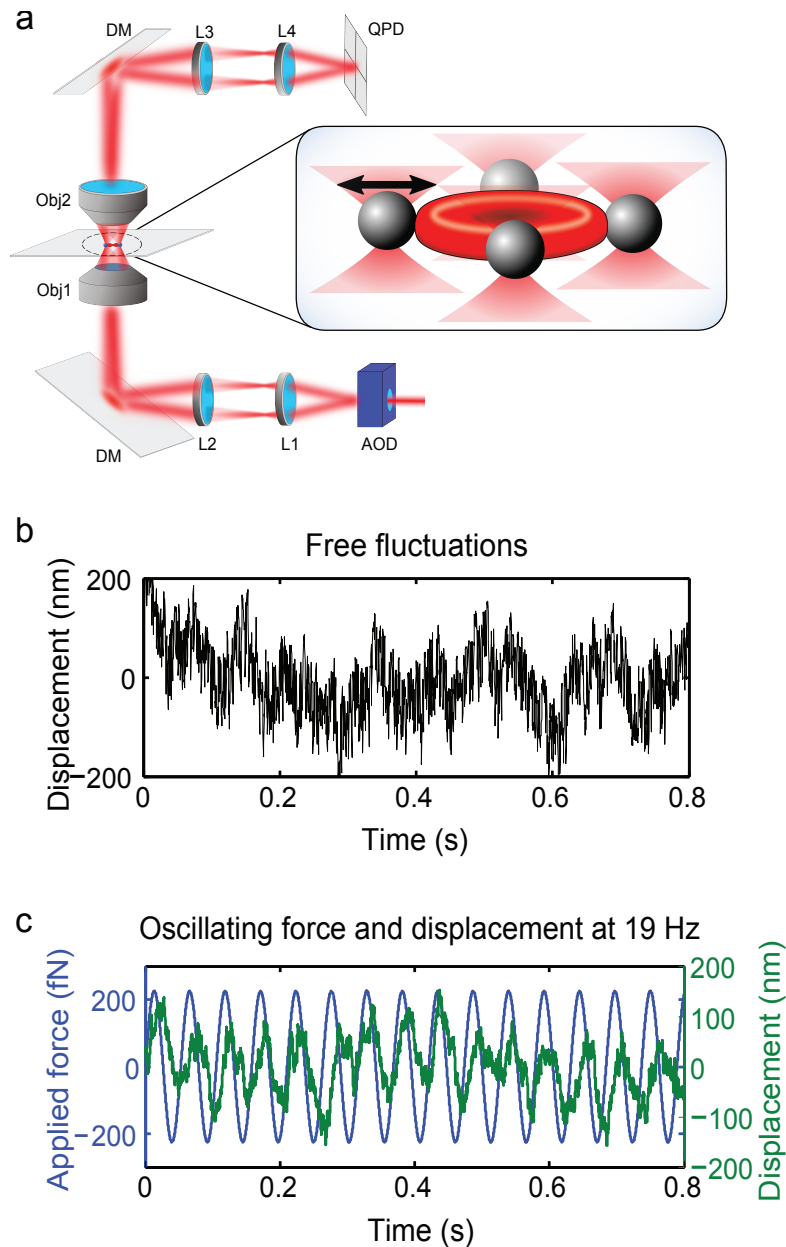 a
DM
L3
L4
QPD
Obj2
Obj1
DM
L2
L1
AOD
b
Free fluctuations
Displacement (nm)
200
0
−200
0
0.2
0.4
0.6
0.8
Time (s)
c
Oscillating force and displacement at 19 Hz
Applied force (fN)
200
0
−200
200
100
0
−100
−200
Displacement (nm)
0
0.2
0.4
0.6
0.8
Time (s)